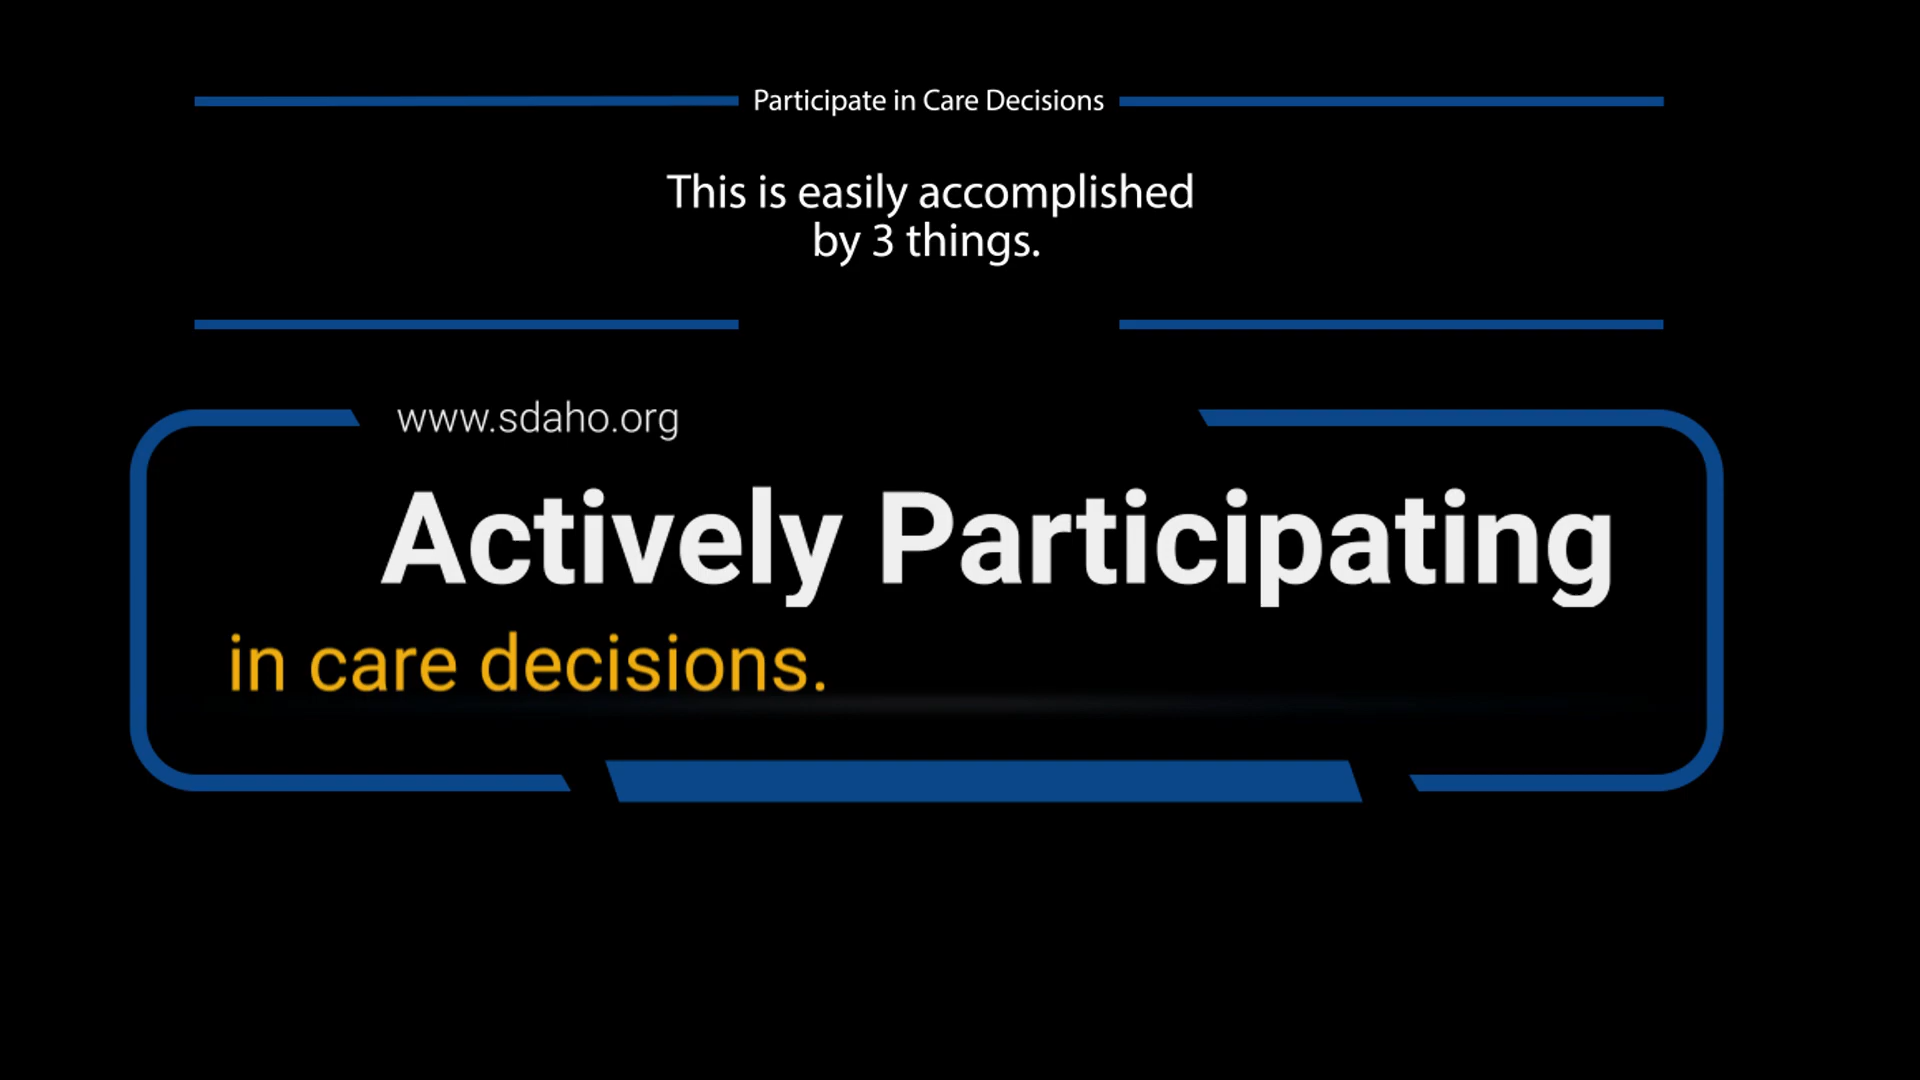 Participate in Care Decisions
This is easily accomplished
by 3 things.
www.sdaho.org
Actively Participating
in care decisions.